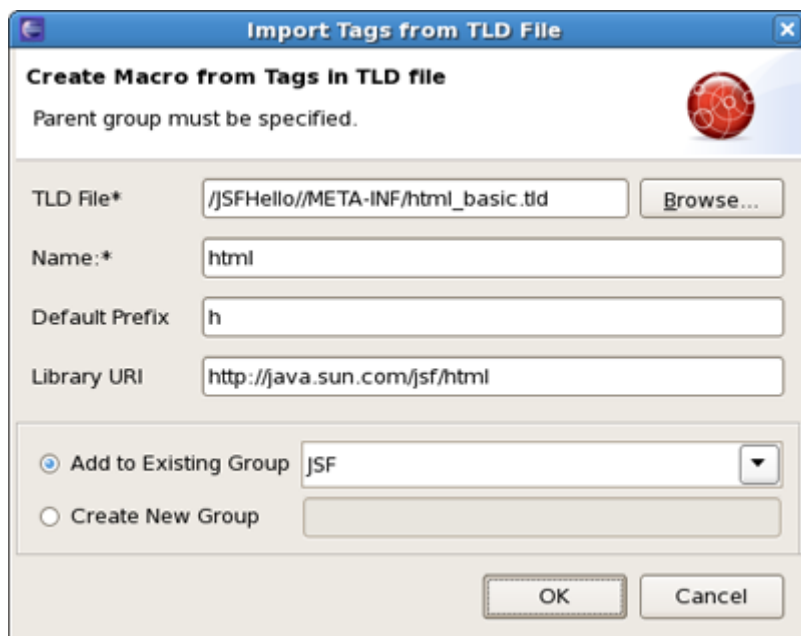 Import Tags from TLD File
Create Macro from Tags in TLD file
Parent group must be specified.
TLD File* /JSFHello//META-INF/html_basic.tld Browse...
Name:* html
Default Prefix h
Library URI http://java.sun.com/jsf/html
Add to Existing Group JSF
Create New Group
OK Cancel